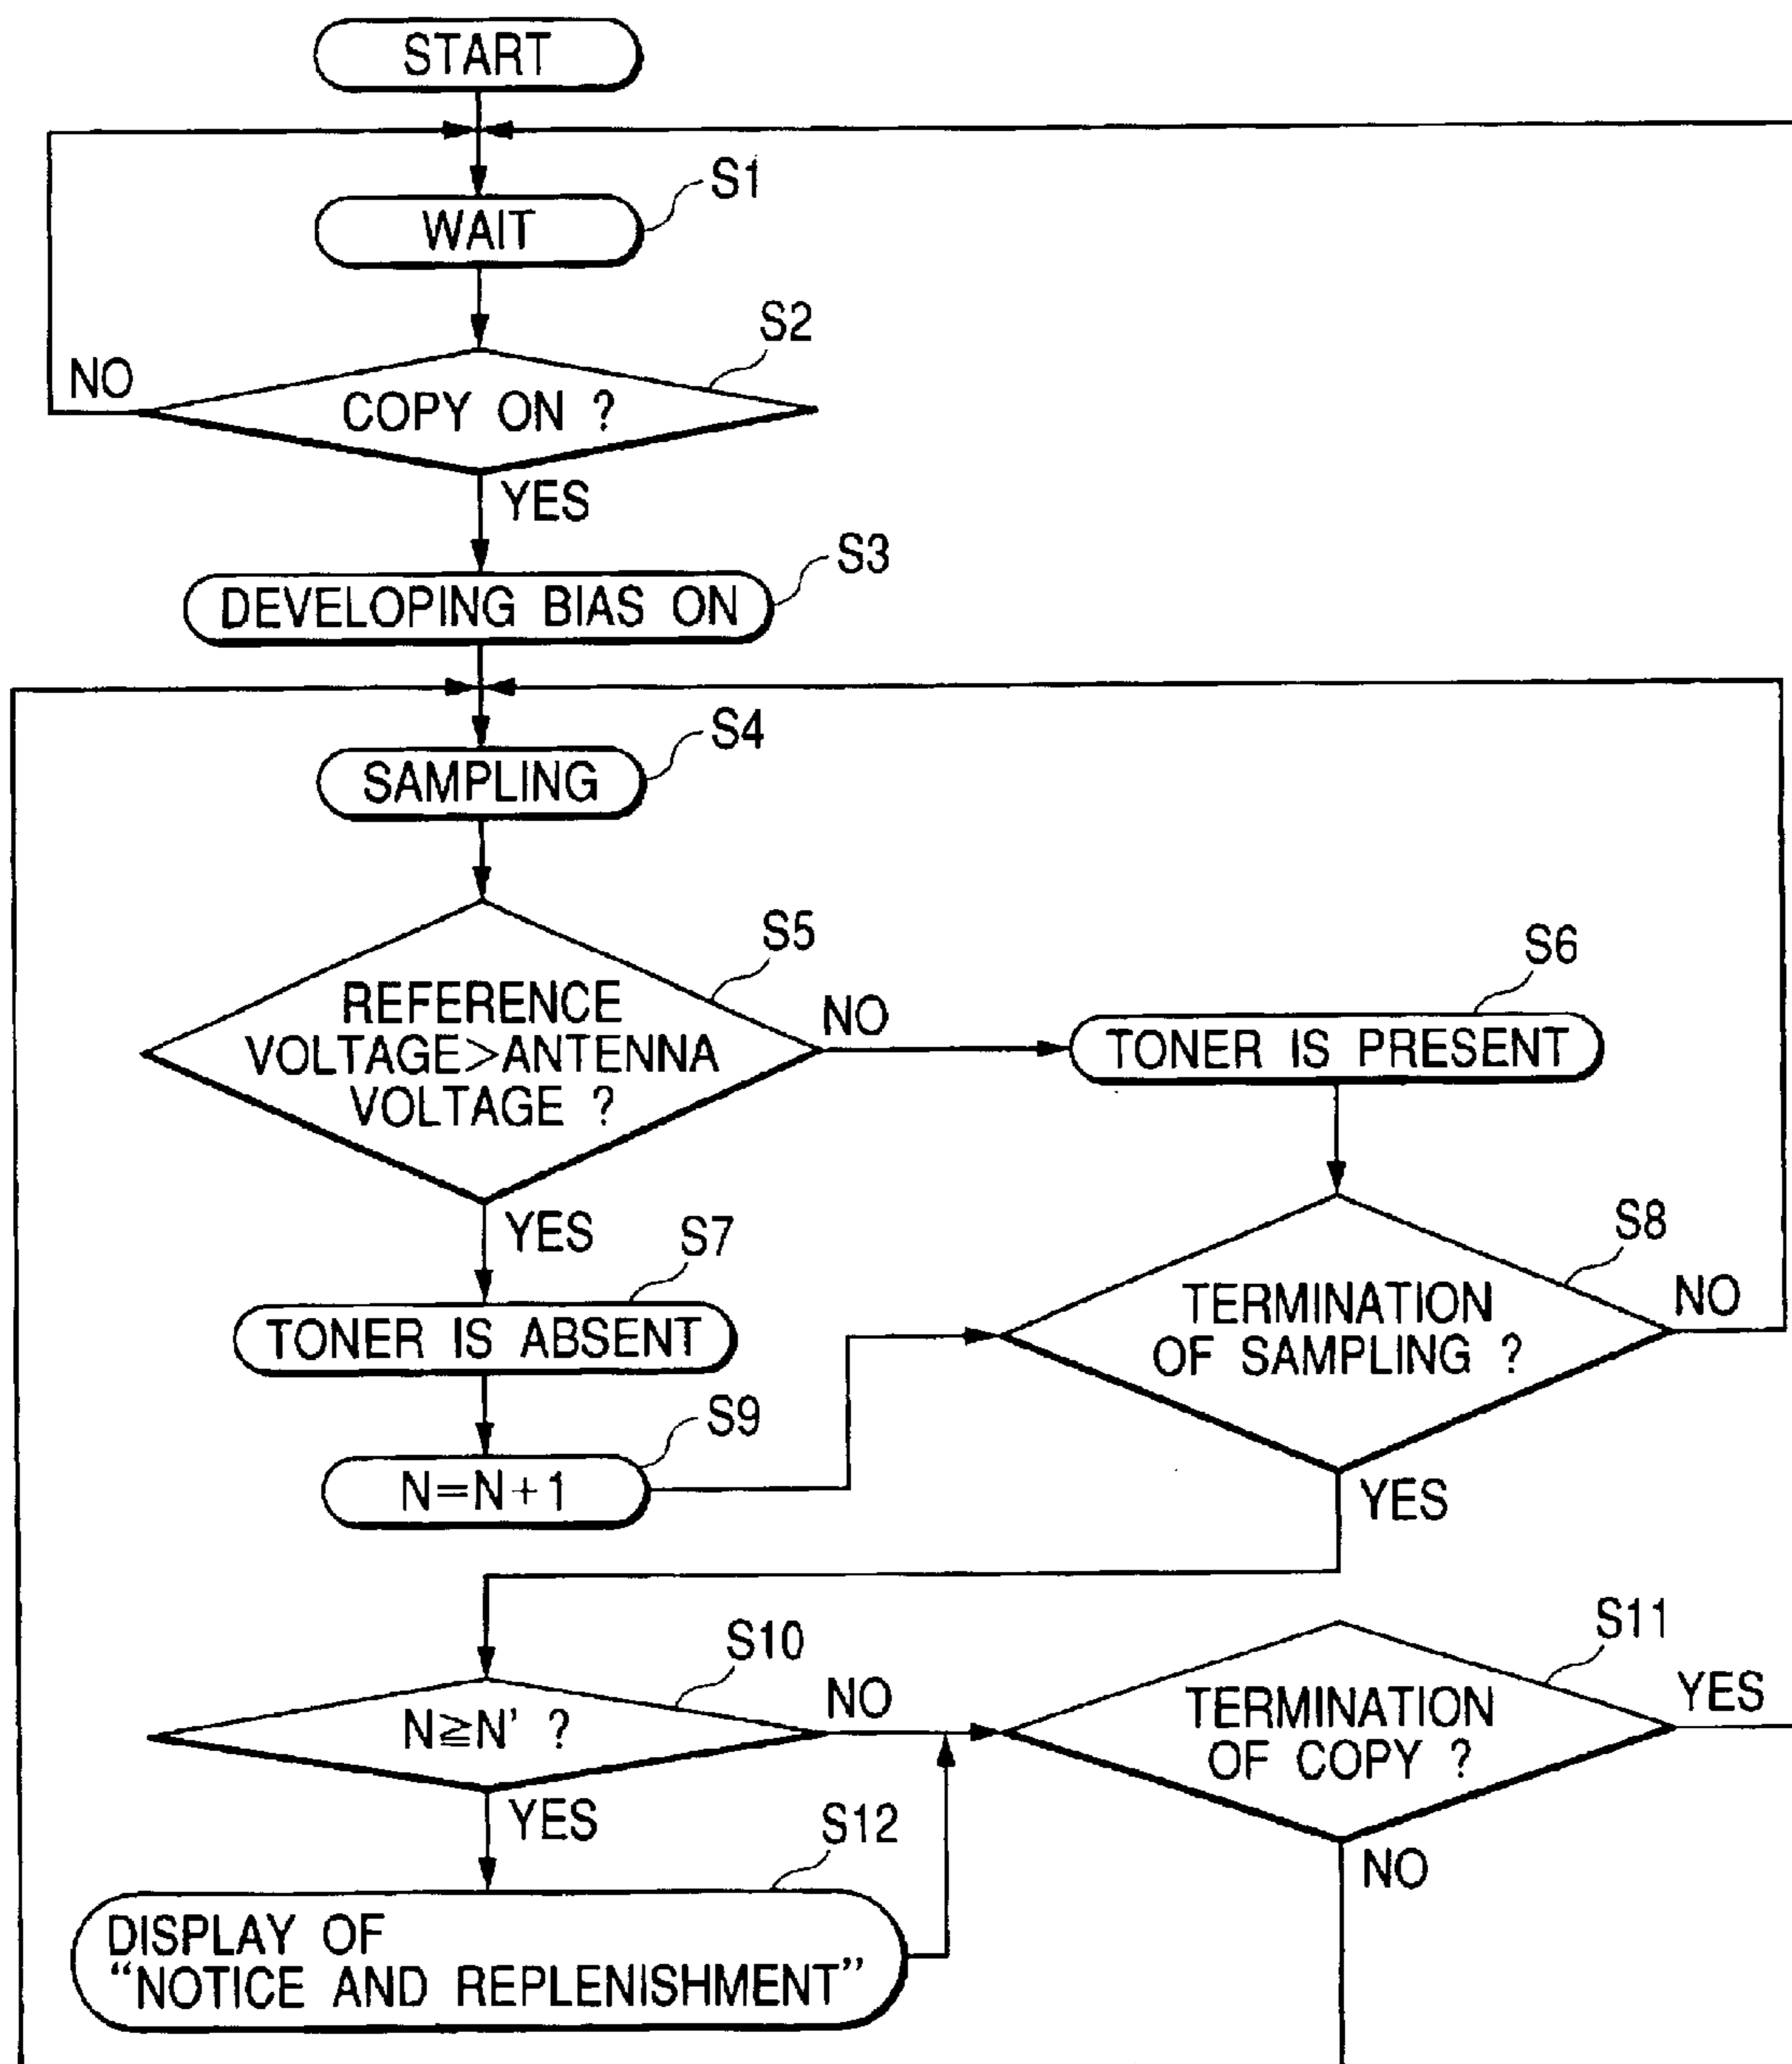 START
S1
WAIT
S2
NO
COPY ON ?
YES
S3
DEVELOPING BIAS ON
S4
SAMPLING
S5
REFERENCE
VOLTAGE>ANTENNA
VOLTAGE ?
NO
S6
TONER IS PRESENT
YES
S7
TONER IS ABSENT
S8
TERMINATION
OF SAMPLING ?
NO
S9
N=N+1
YES
S10
N≧N' ?
NO
S11
TERMINATION
OF COPY ?
YES
YES
S12
NO
DISPLAY OF
“NOTICE AND REPLENISHMENT”